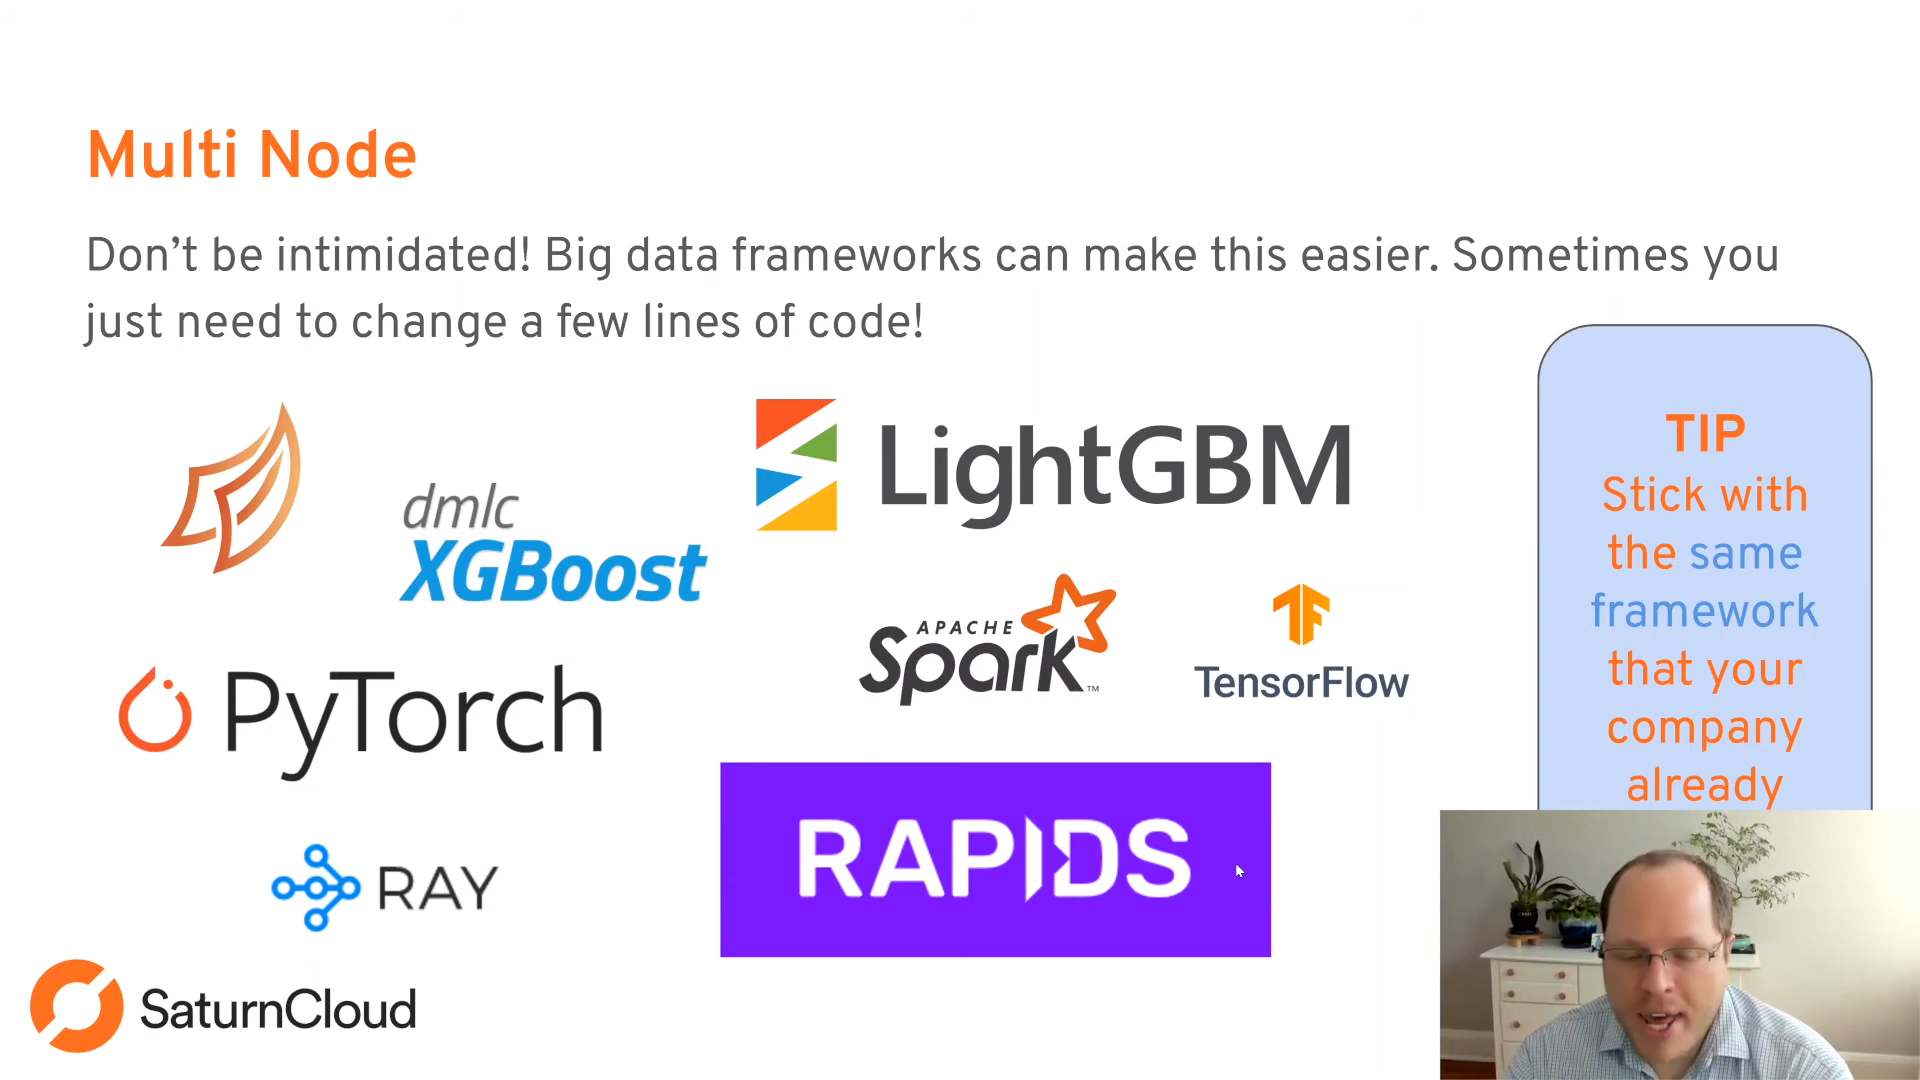 Multi Node
Don’t be intimidated! Big data frameworks can make this easier. Sometimes you
just need to change a few lines of code!
dmlc
XGBoost
LightGBM
APACHE
Spark™
TensorFlow
PyTorch
RAPIDS
RAY
SaturnCloud
TIP
Stick with
the same
framework
that your
company
already